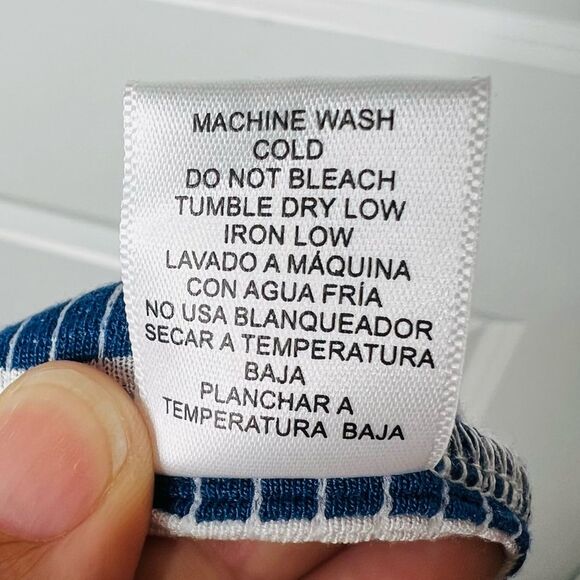 MACHINE WASH
COLD
DO NOT BLEACH
TUMBLE DRY LOW
IRON LOW
LAVADO A MÁQUINA
CON AGUA FRÍA
NO USA BLANQUEADOR
SECAR A TEMPERATURA
BAJA
PLANCHAR A
TEMPERATURA BAJA